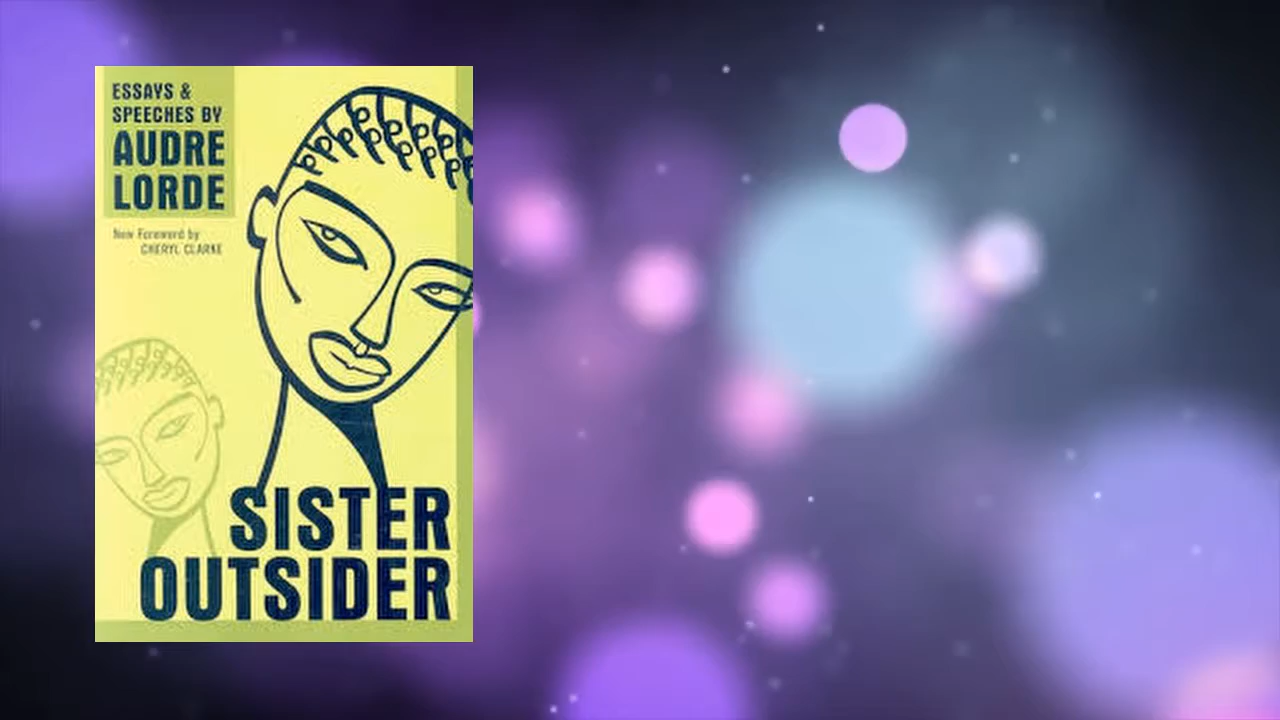 ESSAYS &
SPEECHES BY
AUDRE
LORDE
New Foreword by
CHERYL CLARKE
SISTER
OUTSIDER